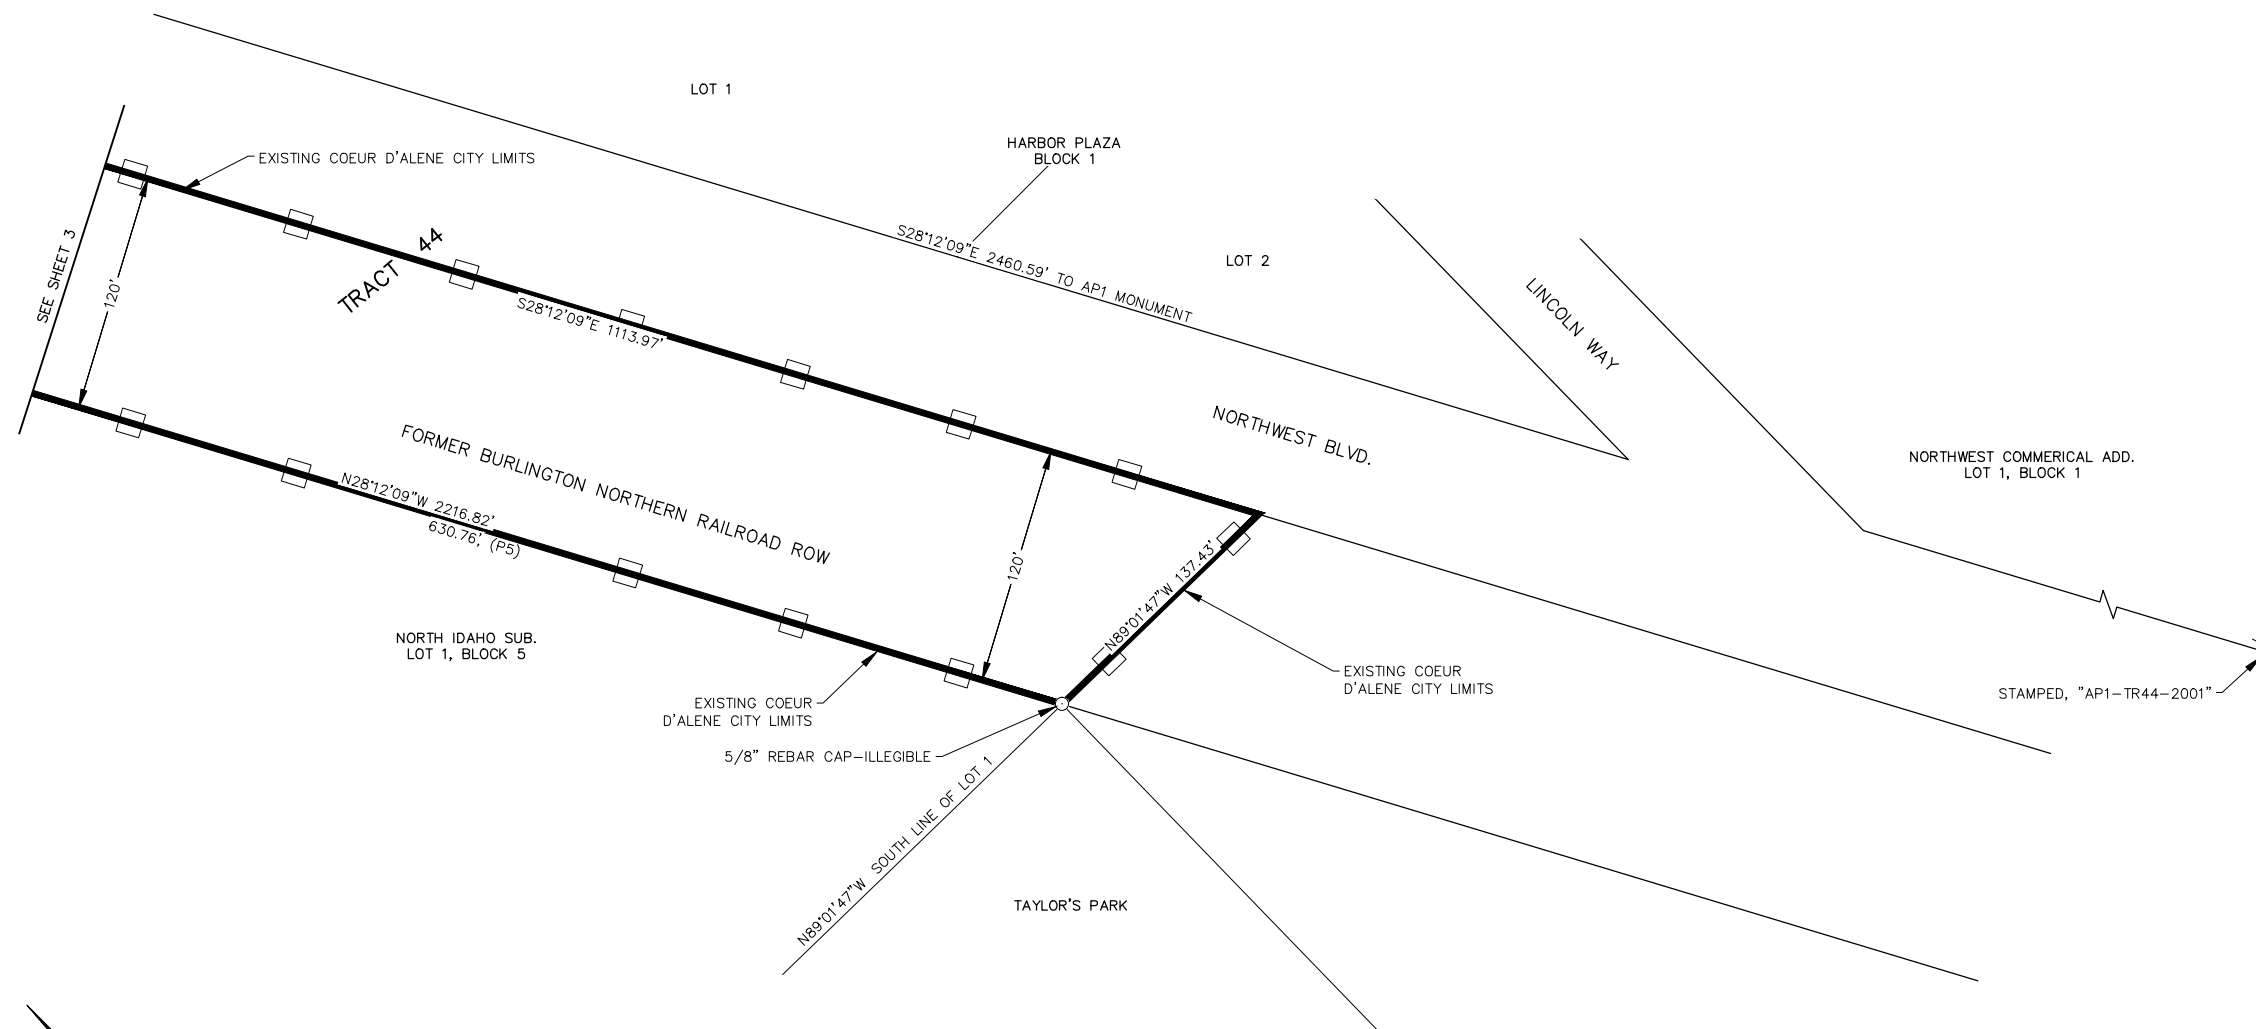 LOT 1
HARBOR PLAZA
BLOCK 1
EXISTING COEUR D'ALENE CITY LIMITS
SEE SHEET 3
120'
TRACT 44
S28°12'09"E 1113.97'
S28°12'09"E 2460.59' TO AP1 MONUMENT
LOT 2
LINCOLN WAY
NORTHWEST BLVD.
NORTHWEST COMMERICAL ADD.
LOT 1, BLOCK 1
FORMER BURLINGTON NORTHERN RAILROAD ROW
N28°12'09"W 2216.82'
630.76', (P5)
120'
N89°01'47"W 137.43'
NORTH IDAHO SUB.
LOT 1, BLOCK 5
EXISTING COEUR
D'ALENE CITY LIMITS
EXISTING COEUR
D'ALENE CITY LIMITS
STAMPED, "AP1-TR44-2001"
5/8" REBAR CAP-ILLEGIBLE
N89°01'47"W SOUTH LINE OF LOT 1
TAYLOR'S PARK